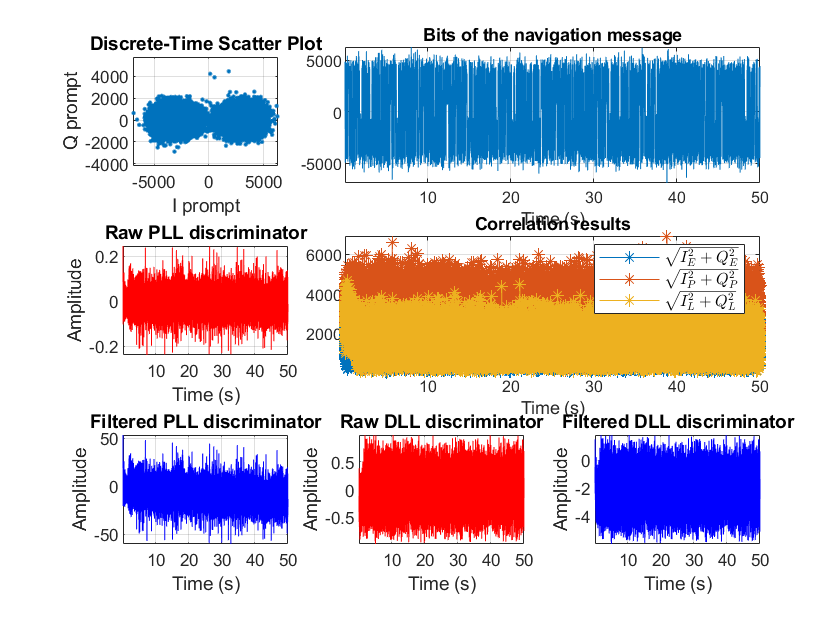 Discrete-Time Scatter Plot
Q prompt
4000
2000
0
-2000
-4000
-5000 0 5000
I prompt
Bits of the navigation message
5000
0
-5000
10 20 30 40 50
Time (s)
Raw PLL discriminator
Amplitude
0.2
0
-0.2
10 20 30 40 50
Time (s)
Correlation results
6000
4000
2000
√I_E^2 + Q_E^2
√I_P^2 + Q_P^2
√I_L^2 + Q_L^2
10 20 30 40 50
Time (s)
Filtered PLL discriminator
Amplitude
50
0
-50
10 20 30 40 50
Time (s)
Raw DLL discriminator
Amplitude
0.5
0
-0.5
10 20 30 40 50
Time (s)
Filtered DLL discriminator
Amplitude
0
-2
-4
10 20 30 40 50
Time (s)